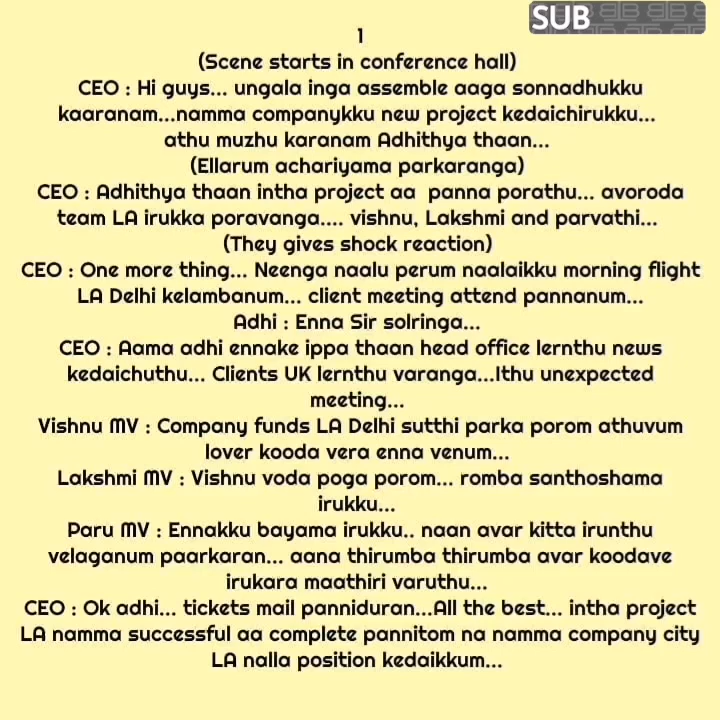 SUB
1
(Scene starts in conference hall)
CEO : Hi guys... ungala inga assemble aaga sonnadhukku
kaaranam...namma companykku new project kedaichirukku...
athu muzhu karanam Adhithya thaan...
(Ellarum achariyama parkaranga)
CEO : Adhithya thaan intha project aa panna porathu... avoroda
team LA irukka poravanga.... vishnu, Lakshmi and parvathi...
(They gives shock reaction)
CEO : One more thing... Neenga naalu perum naalaikku morning flight
LA Delhi kelambanum... client meeting attend pannanum...
Adhi : Enna Sir solringa...
CEO : Aama adhi ennake ippa thaan head office lernthu news
kedaichuthu... Clients UK lernthu varanga...Ithu unexpected
meeting...
Vishnu MV : Company funds LA Delhi sutthi parka porom athuvum
lover kooda vera enna venum...
Lakshmi MV : Vishnu voda poga porom... romba santhoshama
irukku...
Paru MV : Ennakku bayama irukku.. naan avar kitta irunthu
velaganum paarkaran... aana thirumba thirumba avar koodave
irukara maathiri varuthu...
CEO : Ok adhi... tickets mail panniduran...All the best... intha project
LA namma successful aa complete pannitom na namma company city
LA nalla position kedaikkum...